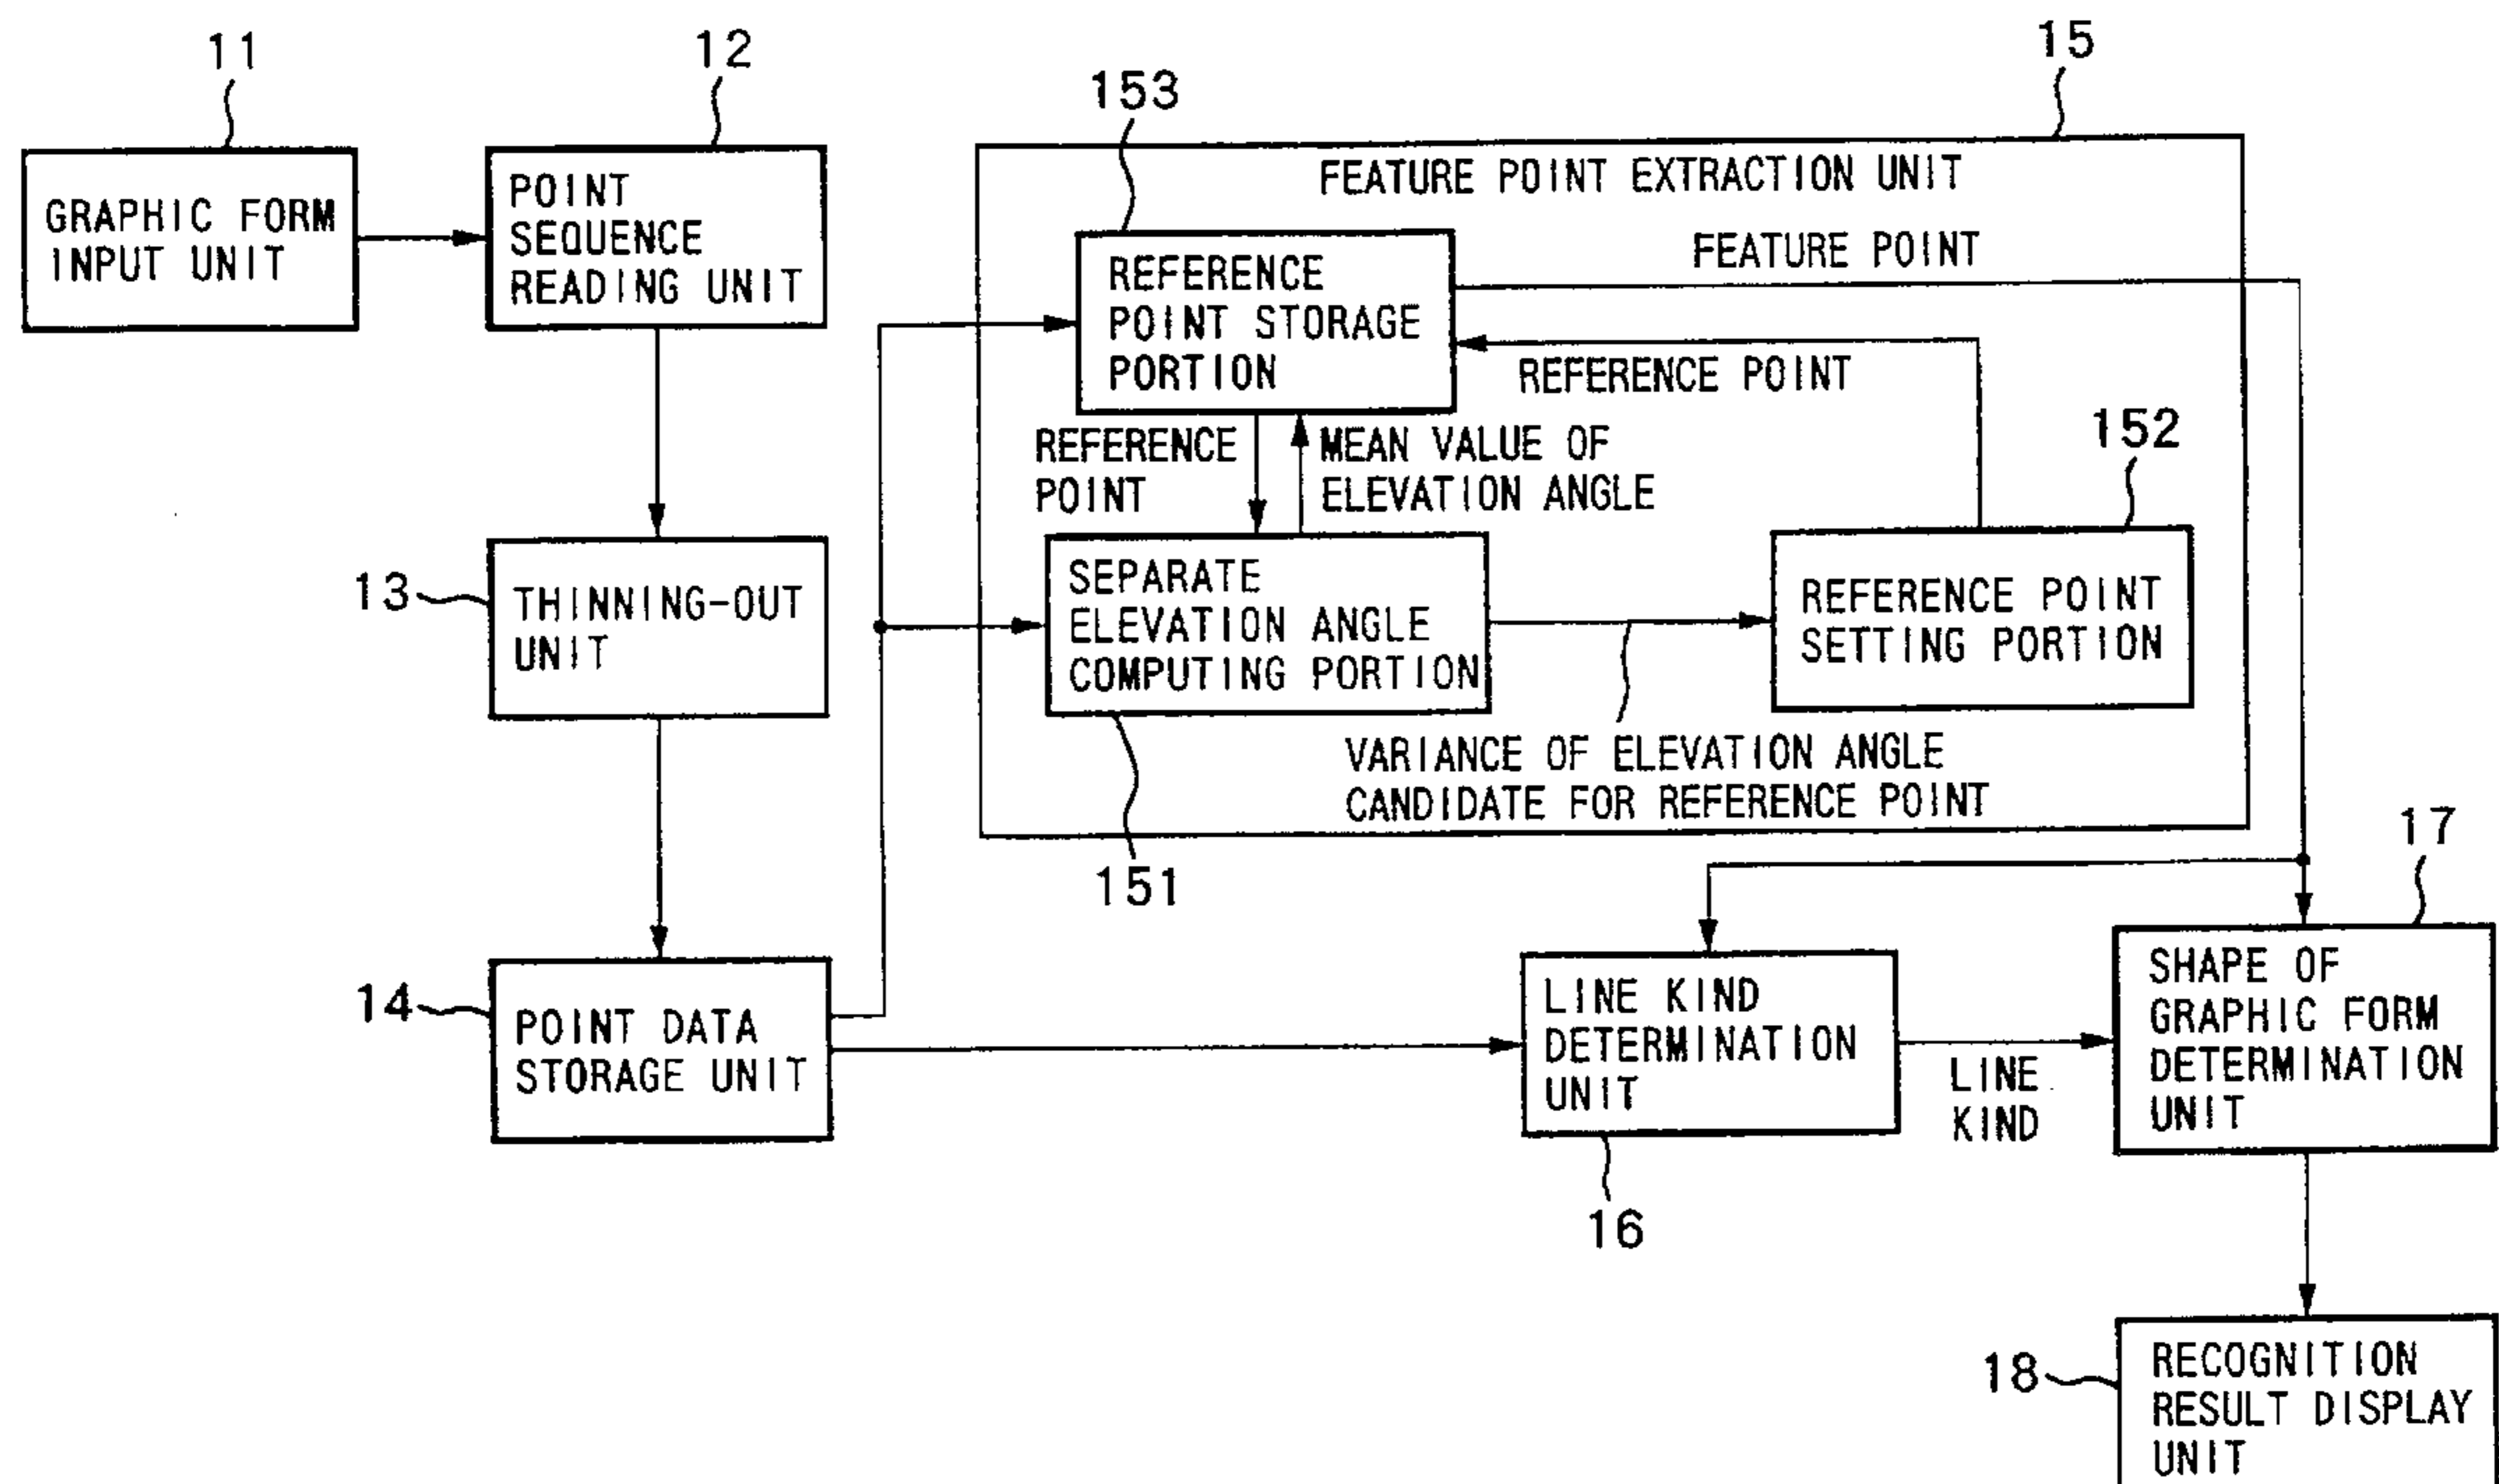 11
12
15
153
GRAPHIC FORM
INPUT UNIT
POINT
SEQUENCE
READING UNIT
FEATURE POINT EXTRACTION UNIT
FEATURE POINT
REFERENCE
POINT STORAGE
PORTION
REFERENCE POINT
REFERENCE
POINT
MEAN VALUE OF
ELEVATION ANGLE
152
13
THINNING-OUT
UNIT
SEPARATE
ELEVATION ANGLE
COMPUTING PORTION
REFERENCE POINT
SETTING PORTION
VARIANCE OF ELEVATION ANGLE
CANDIDATE FOR REFERENCE POINT
151
17
14
POINT DATA
STORAGE UNIT
LINE KIND
DETERMINATION
UNIT
LINE
KIND
SHAPE OF
GRAPHIC FORM
DETERMINATION
UNIT
16
18
RECOGNITION
RESULT DISPLAY
UNIT